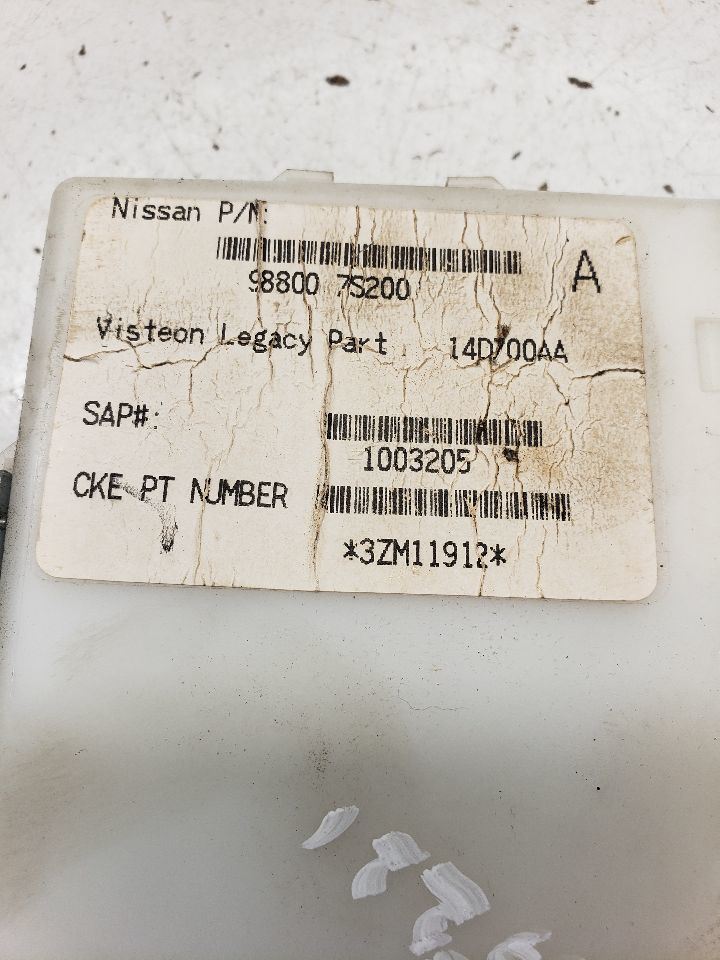 Nissan P/N:
98800 7S200
A
Visteon Legacy Part 14D700AA
SAP#:
1003205
CKE PT NUMBER
*3ZM11912*